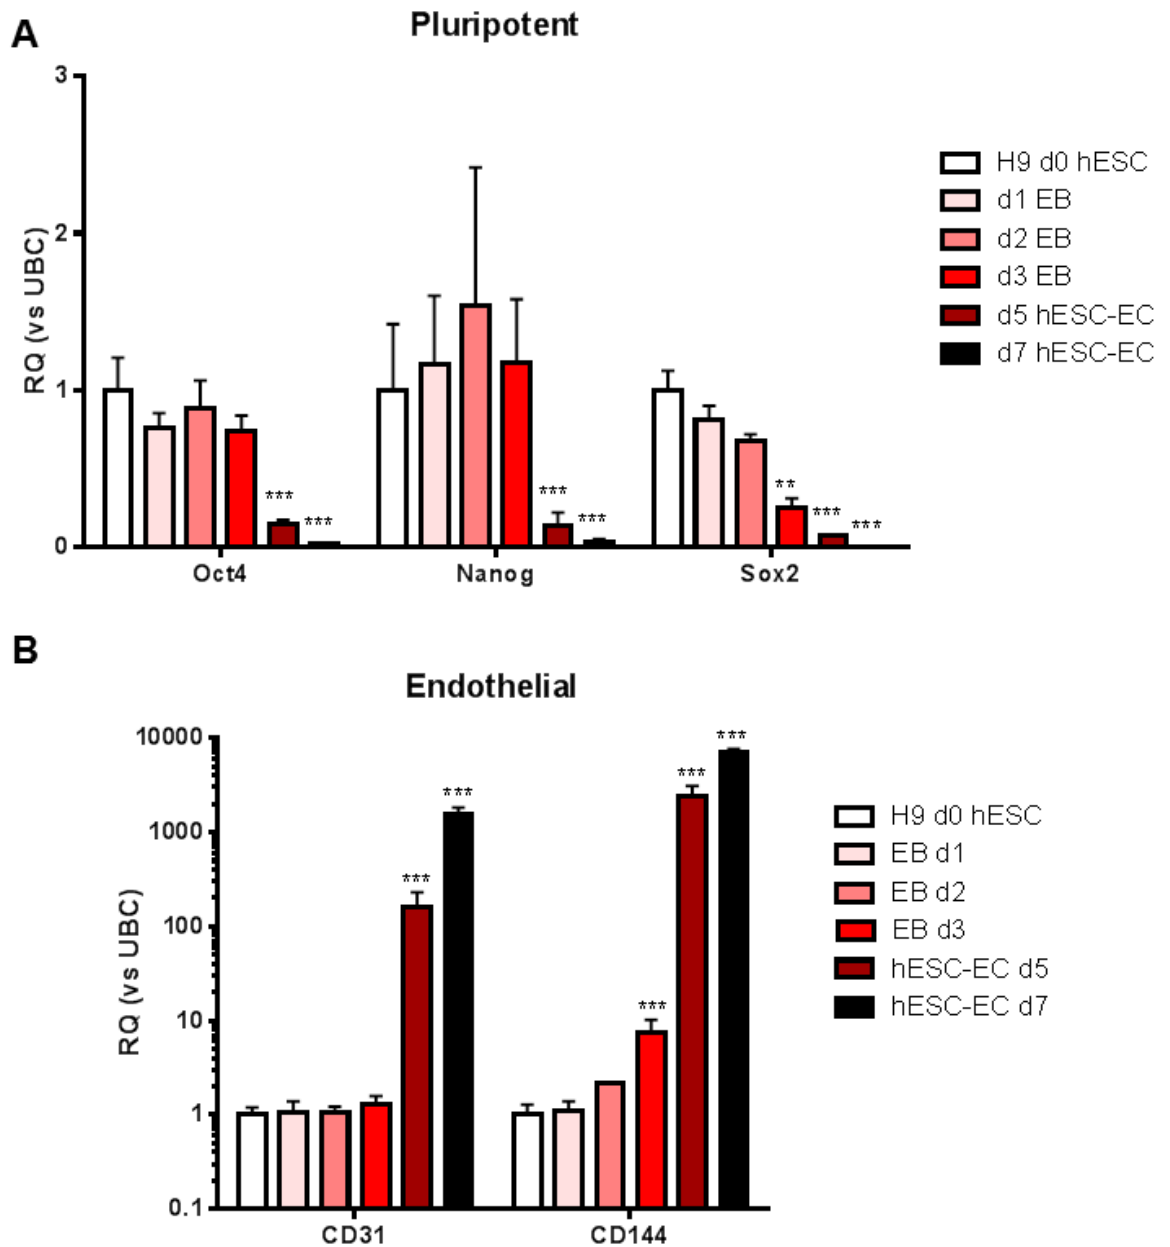 A
Pluripotent
3
2
1
0
RQ (vs UBC)
***
***
***
***
**
***
***
Oct4
Nanog
Sox2
H9 d0 hESC
d1 EB
d2 EB
d3 EB
d5 hESC-EC
d7 hESC-EC
B
Endothelial
10000
1000
100
10
1
0.1
RQ (vs UBC)
***
***
***
***
***
CD31
CD144
H9 d0 hESC
EB d1
EB d2
EB d3
hESC-EC d5
hESC-EC d7